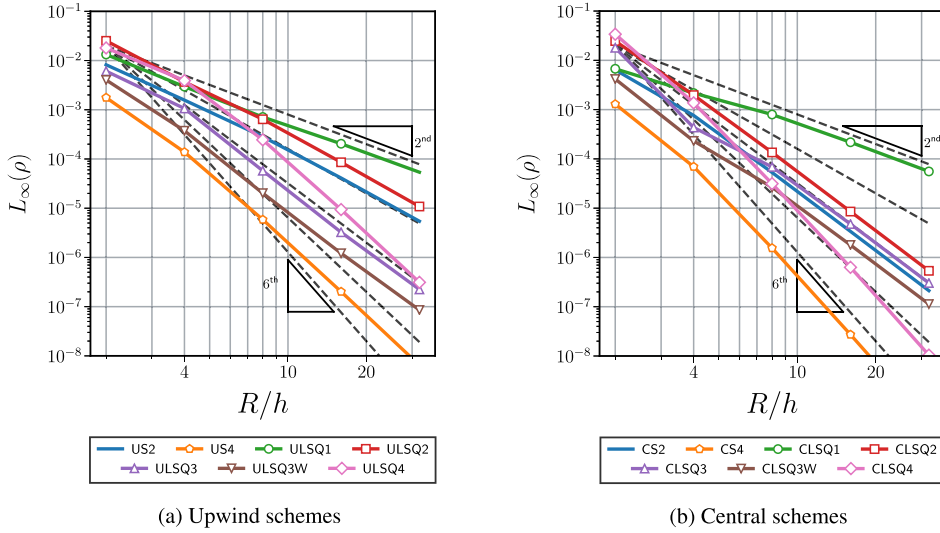 10⁻¹
10⁻²
10⁻³
10⁻⁴
10⁻⁵
10⁻⁶
10⁻⁷
10⁻⁸
L∞(ρ)
2ⁿᵈ
6ᵗʰ
4 10 20
R/h
US2 US4 ULSQ1 ULSQ2
ULSQ3 ULSQ3W ULSQ4
(a) Upwind schemes
10⁻¹
10⁻²
10⁻³
10⁻⁴
10⁻⁵
10⁻⁶
10⁻⁷
10⁻⁸
L∞(ρ)
2ⁿᵈ
6ᵗʰ
4 10 20
R/h
CS2 CS4 CLSQ1 CLSQ2
CLSQ3 CLSQ3W CLSQ4
(b) Central schemes